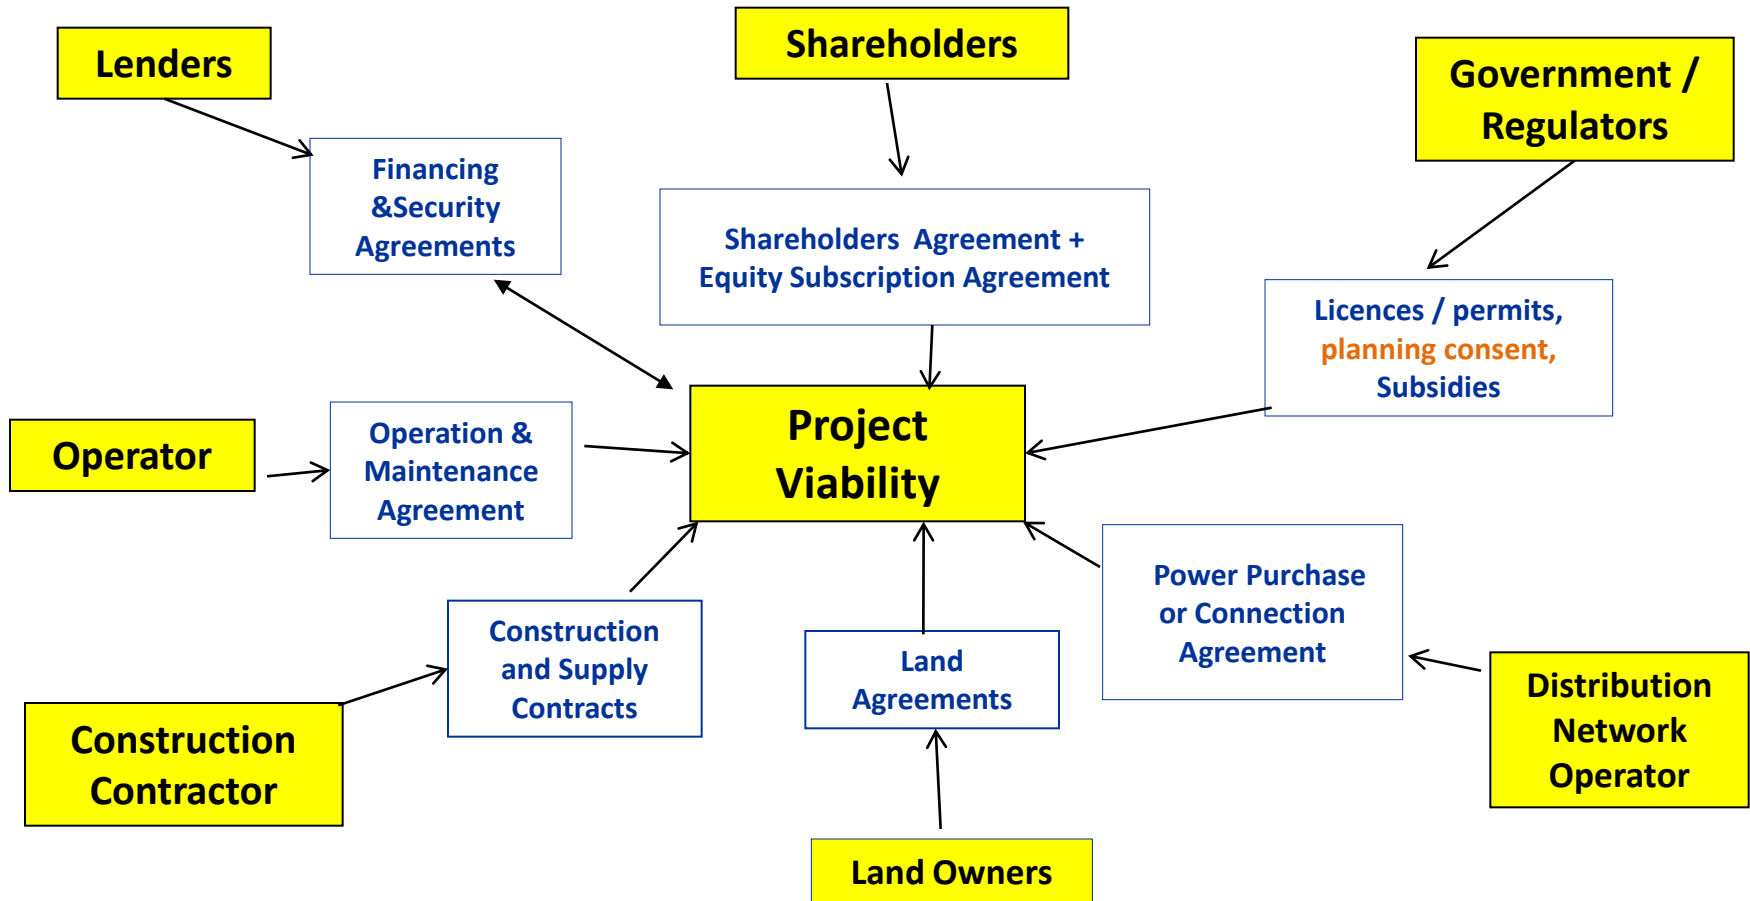 Lenders
Shareholders
Government /
Regulators
Financing
&Security
Agreements
Shareholders Agreement +
Equity Subscription Agreement
Licences / permits,
planning consent,
Subsidies
Operator
Operation &
Maintenance
Agreement
Project
Viability
Power Purchase
or Connection
Agreement
Construction
and Supply
Contracts
Land
Agreements
Construction
Contractor
Distribution
Network
Operator
Land Owners